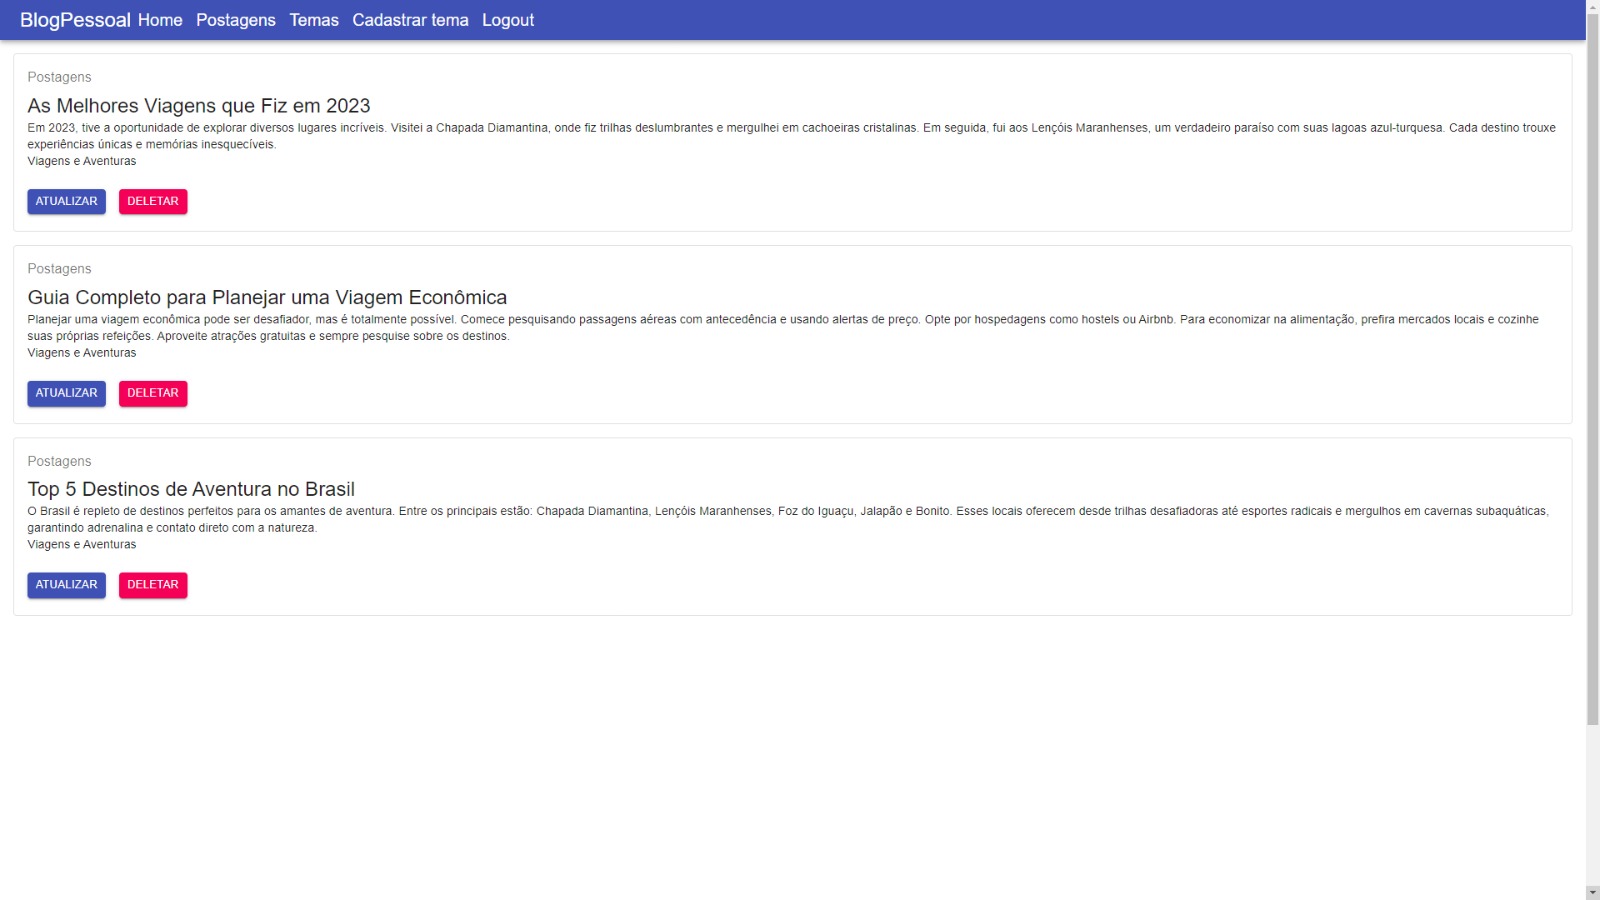 BlogPessoal Home Postagens Temas Cadastrar tema Logout
Postagens
As Melhores Viagens que Fiz em 2023
Em 2023, tive a oportunidade de explorar diversos lugares incríveis. Visitei a Chapada Diamantina, onde fiz trilhas deslumbrantes e mergulhei em cachoeiras cristalinas. Em seguida, fui aos Lençóis Maranhenses, um verdadeiro paraíso com suas lagoas azul-turquesa. Cada destino trouxe
experiências únicas e memórias inesquecíveis.
Viagens e Aventuras
ATUALIZAR DELETAR
Postagens
Guia Completo para Planejar uma Viagem Econômica
Planejar uma viagem econômica pode ser desafiador, mas é totalmente possível. Comece pesquisando passagens aéreas com antecedência e usando alertas de preço. Opte por hospedagens como hostels ou Airbnb. Para economizar na alimentação, prefira mercados locais e cozinhe
suas próprias refeições. Aproveite atrações gratuitas e sempre pesquise sobre os destinos.
Viagens e Aventuras
ATUALIZAR DELETAR
Postagens
Top 5 Destinos de Aventura no Brasil
O Brasil é repleto de destinos perfeitos para os amantes de aventura. Entre os principais estão: Chapada Diamantina, Lençóis Maranhenses, Foz do Iguaçu, Jalapão e Bonito. Esses locais oferecem desde trilhas desafiadoras até esportes radicais e mergulhos em cavernas subaquáticas,
garantindo adrenalina e contato direto com a natureza.
Viagens e Aventuras
ATUALIZAR DELETAR